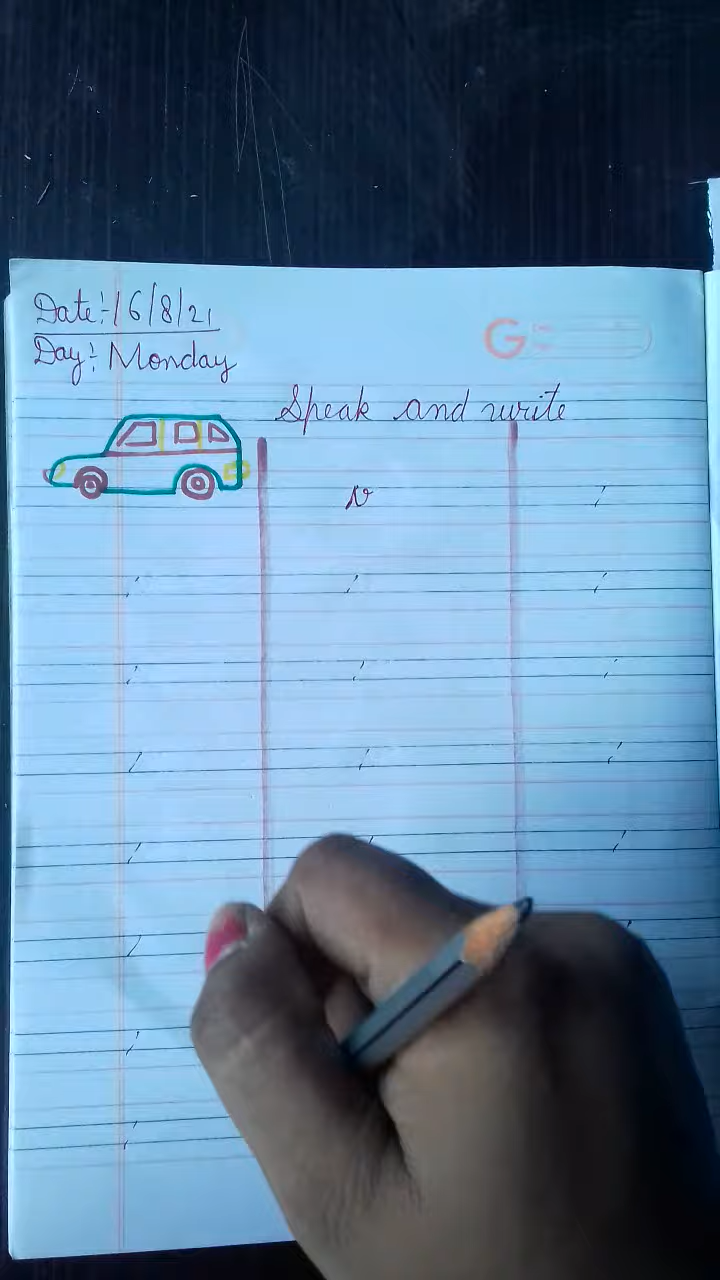 Date:- 16/8/21
Day:- Monday
Speak and write
v
G